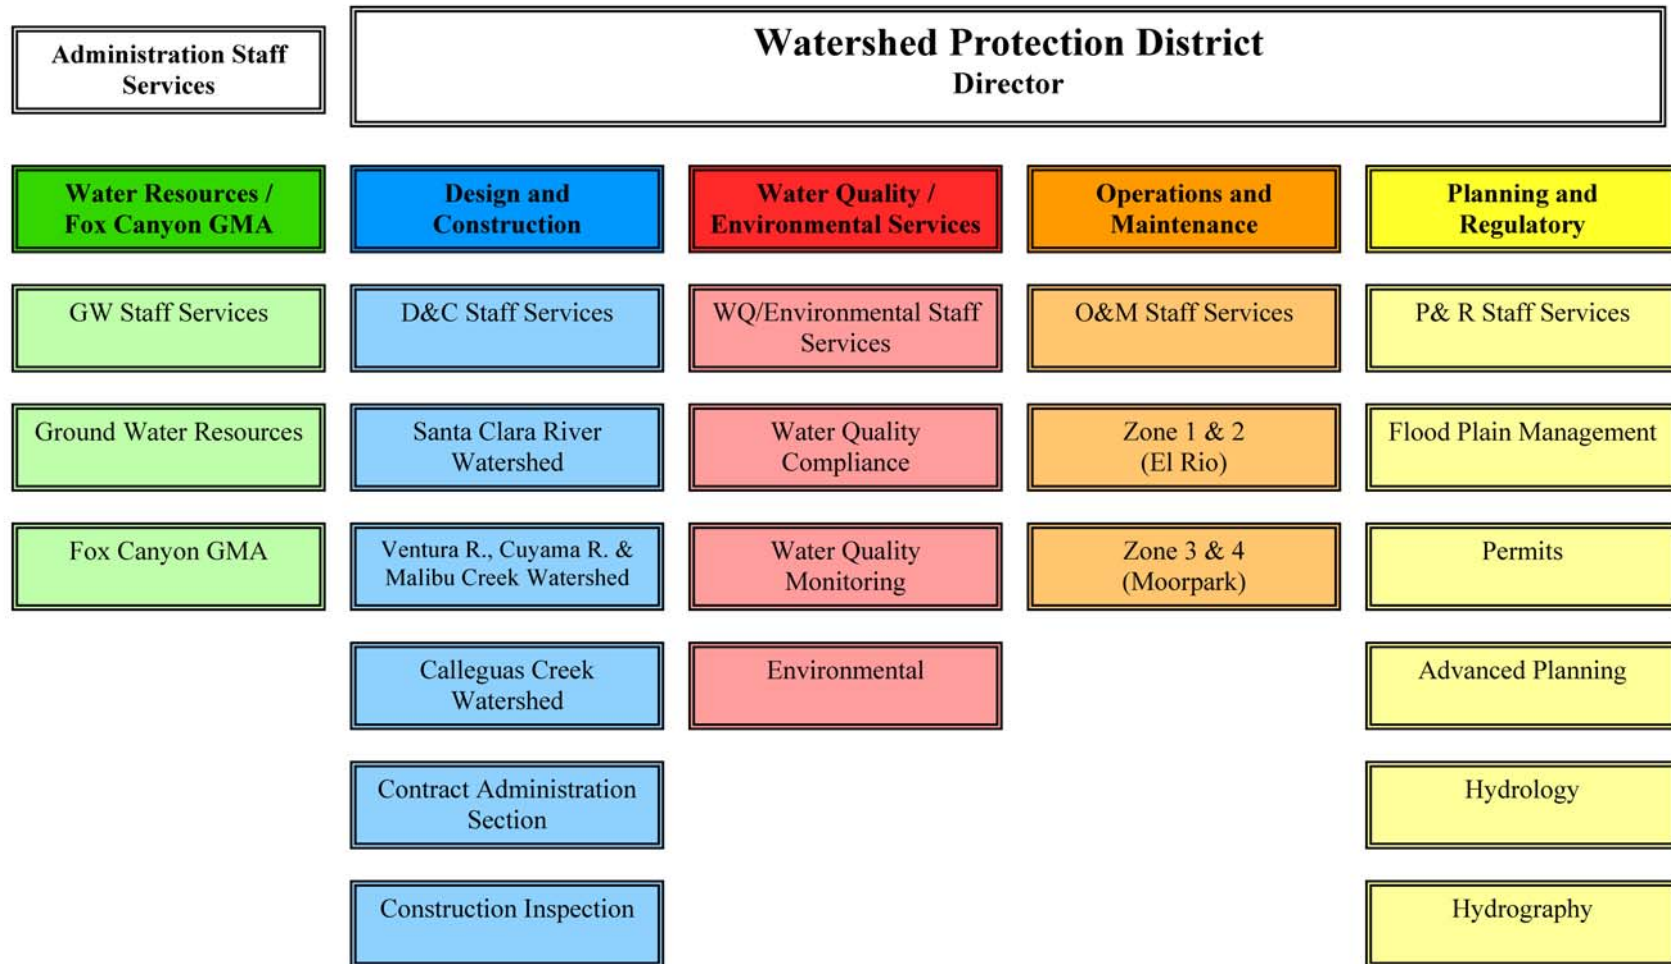 Administration Staff
Services
Watershed Protection District
Director
Water Resources /
Fox Canyon GMA
Design and
Construction
Water Quality /
Environmental Services
Operations and
Maintenance
Planning and
Regulatory
GW Staff Services
D&C Staff Services
WQ/Environmental Staff
Services
O&M Staff Services
P& R Staff Services
Ground Water Resources
Santa Clara River
Watershed
Water Quality
Compliance
Zone 1 & 2
(El Rio)
Flood Plain Management
Fox Canyon GMA
Ventura R., Cuyama R. &
Malibu Creek Watershed
Water Quality
Monitoring
Zone 3 & 4
(Moorpark)
Permits
Calleguas Creek
Watershed
Environmental
Advanced Planning
Contract Administration
Section
Hydrology
Construction Inspection
Hydrography